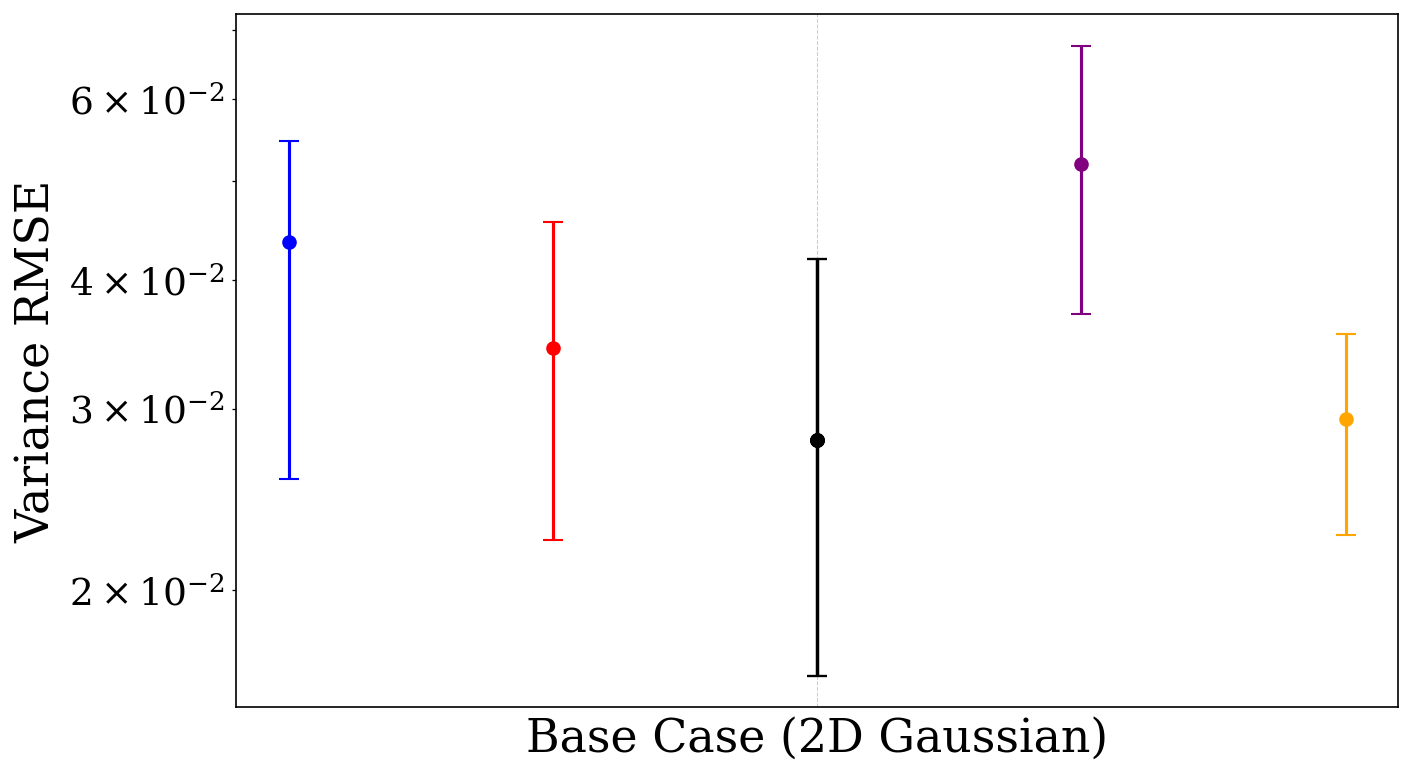 6 × 10⁻²
4 × 10⁻²
3 × 10⁻²
2 × 10⁻²
Variance RMSE
Base Case (2D Gaussian)